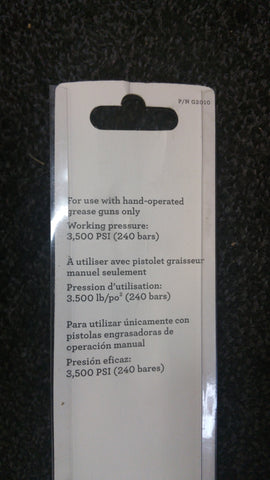 P/N G2010
For use with hand-operated
grease guns only
Working pressure:
3,500 PSI (240 bars)
À utiliser avec pistolet graisseur
manuel seulement
Pression d'utilisation:
3.500 lb/po² (240 bars)
Para utilizar únicamente con
pistolas engrasadoras de
operación manual
Presión eficaz:
3,500 PSI (240 bares)